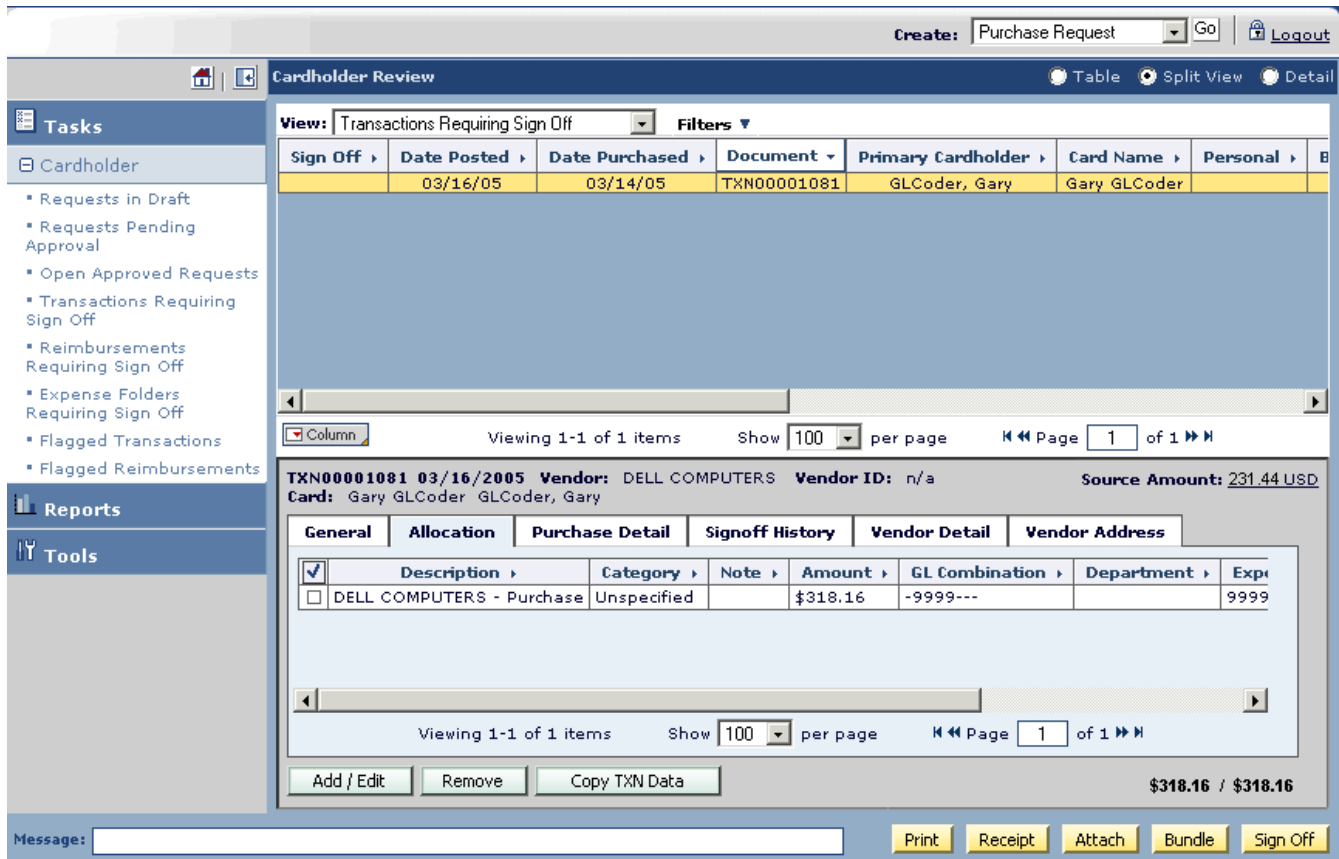 Create: Purchase Request Go Logout
Cardholder Review Table Split View Detail
Tasks
Cardholder
Requests in Draft
Requests Pending
Approval
Open Approved Requests
Transactions Requiring
Sign Off
Reimbursements
Requiring Sign Off
Expense Folders
Requiring Sign Off
Flagged Transactions
Flagged Reimbursements
Reports
Tools
View: Transactions Requiring Sign Off Filters
Sign Off Date Posted Date Purchased Document Primary Cardholder Card Name Personal B
03/16/05 03/14/05 TXN00001081 GLCoder, Gary Gary GLCoder
Column Viewing 1-1 of 1 items Show 100 per page Page 1 of 1
TXN00001081 03/16/2005 Vendor: DELL COMPUTERS Vendor ID: n/a Source Amount: 231.44 USD
Card: Gary GLCoder GLCoder, Gary
General Allocation Purchase Detail Signoff History Vendor Detail Vendor Address
Description Category Note Amount GL Combination Department Expe
DELL COMPUTERS - Purchase Unspecified $318.16 -9999--- 9999
Viewing 1-1 of 1 items Show 100 per page Page 1 of 1
Add / Edit Remove Copy TXN Data $318.16 / $318.16
Message: Print Receipt Attach Bundle Sign Off